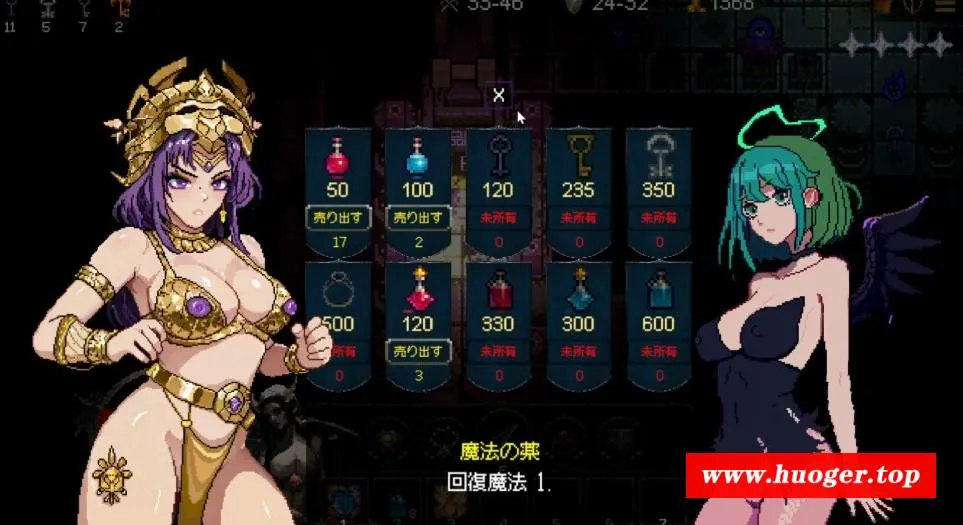 11 5 7 2
33-46 24-32 1568
X
50 100 120 235 350
売り出す 売り出す 未所有 未所有 未所有
17 2 0 0 0
500 120 330 300 600
所有 売り出す 未所有 未所有 未所有
0 3 0 0 0
魔法の薬
回復魔法 1.
www.huoger.top